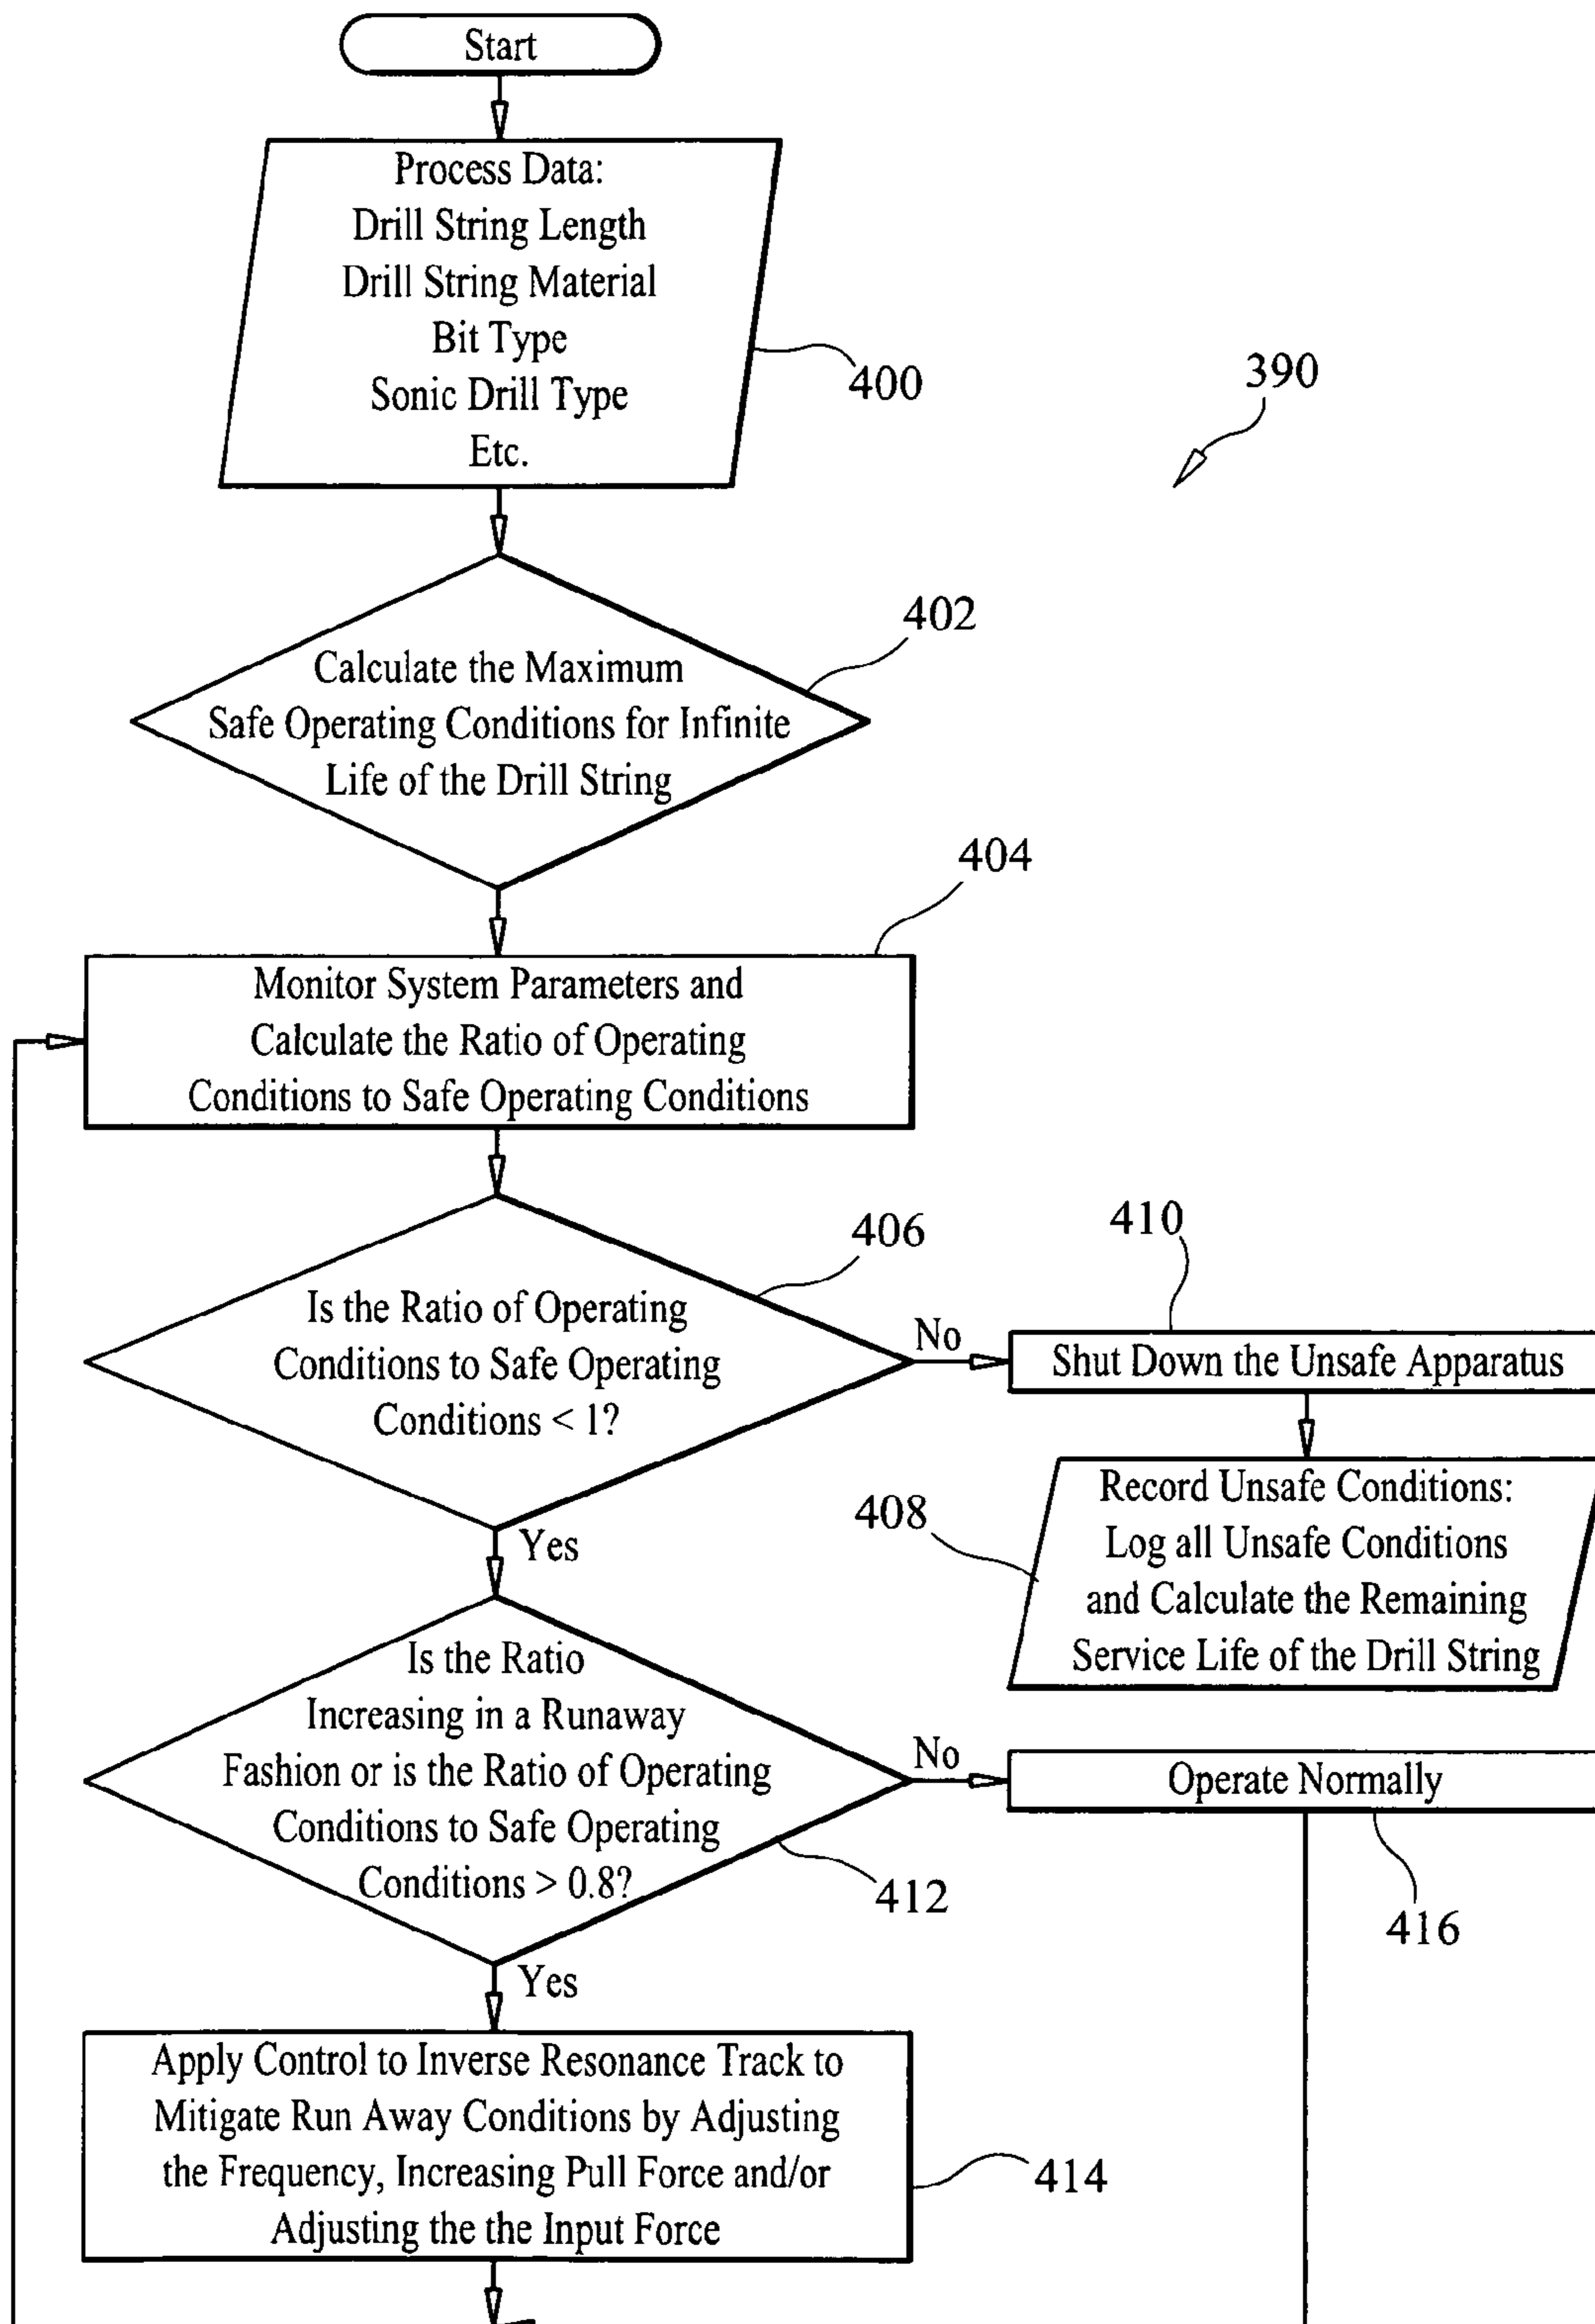 Start
Process Data:
Drill String Length
Drill String Material
Bit Type
Sonic Drill Type
Etc.
400
390
Calculate the Maximum
Safe Operating Conditions for Infinite
Life of the Drill String
402
Monitor System Parameters and
Calculate the Ratio of Operating
Conditions to Safe Operating Conditions
404
Is the Ratio of Operating
Conditions to Safe Operating
Conditions < 1?
406
No
Yes
410
Shut Down the Unsafe Apparatus
Record Unsafe Conditions:
Log all Unsafe Conditions
and Calculate the Remaining
Service Life of the Drill String
408
Is the Ratio
Increasing in a Runaway
Fashion or is the Ratio of Operating
Conditions to Safe Operating
Conditions > 0.8?
412
No
Yes
Operate Normally
416
Apply Control to Inverse Resonance Track to
Mitigate Run Away Conditions by Adjusting
the Frequency, Increasing Pull Force and/or
Adjusting the the Input Force
414